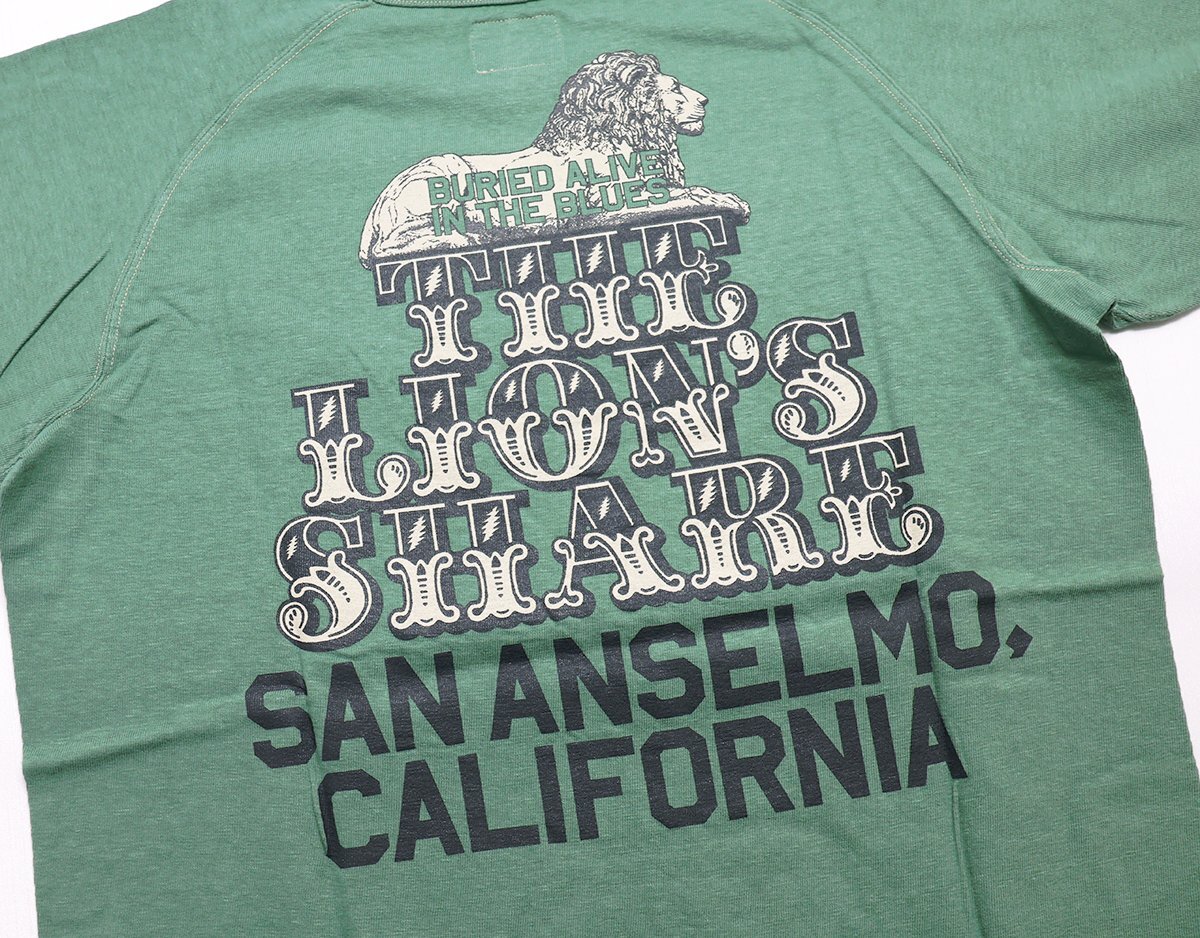 BURIED ALIVE
IN THE BLUES
THE
LION'S
SHARE
SAN ANSELMO,
CALIFORNIA